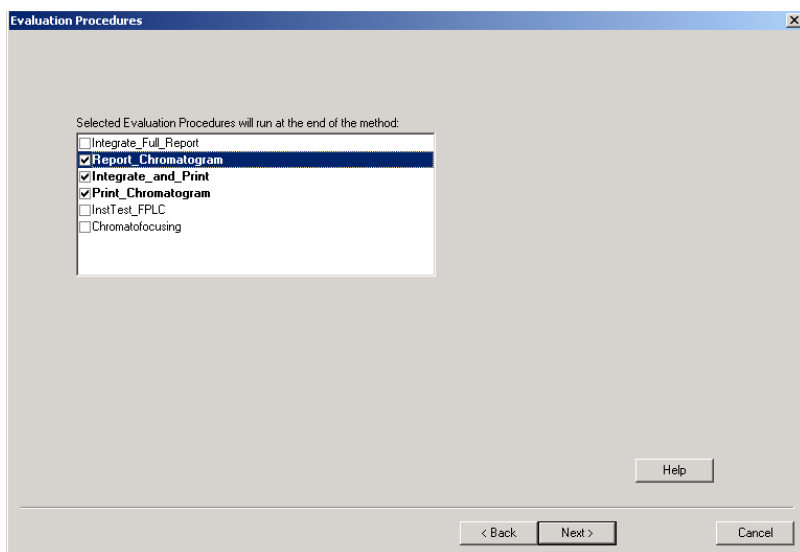 Evaluation Procedures
Selected Evaluation Procedures will run at the end of the method:
Integrate_Full_Report
Report_Chromatogram
Integrate_and_Print
Print_Chromatogram
InstTest_FPLC
Chromatofocusing
Help
< Back Next > Cancel